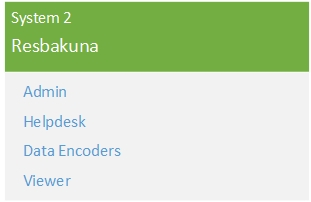 System 2
Resbakuna
Admin
Helpdesk
Data Encoders
Viewer